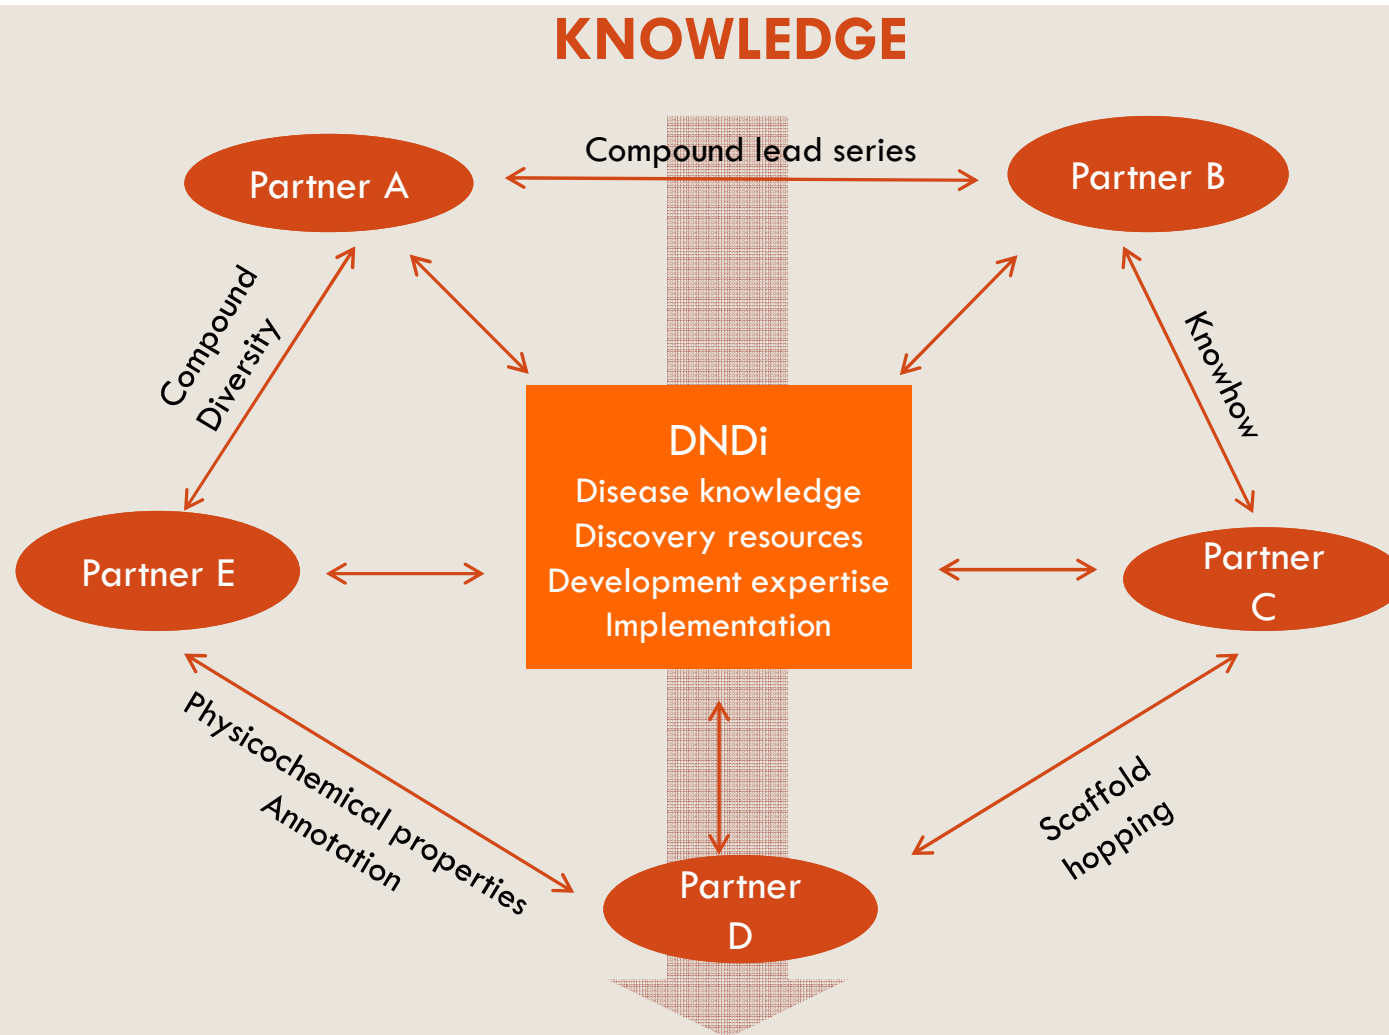 KNOWLEDGE
Compound lead series
Partner A
Partner B
Compound
Diversity
Knowhow
DNDi
Disease knowledge
Discovery resources
Development expertise
Implementation
Partner E
Partner
C
Physicochemical properties
Annotation
Scaffold
hopping
Partner
D